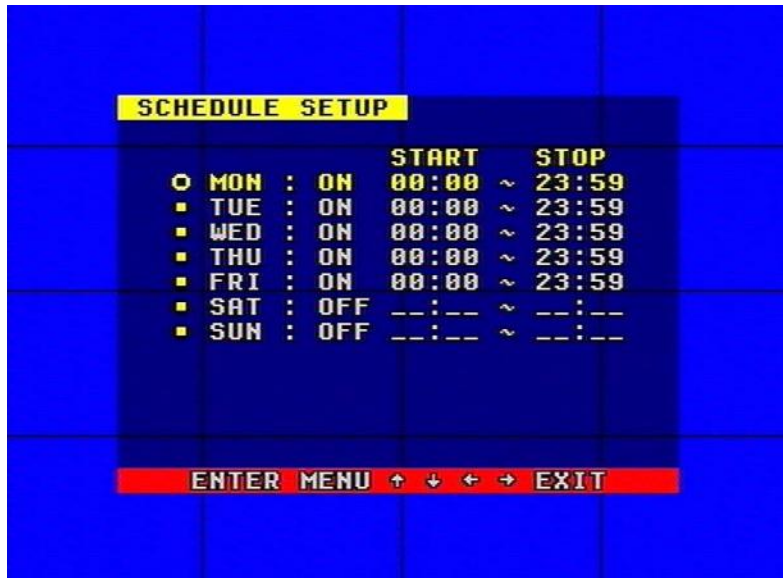 SCHEDULE SETUP
START STOP
MON : ON 00:00 ~ 23:59
TUE : ON 00:00 ~ 23:59
WED : ON 00:00 ~ 23:59
THU : ON 00:00 ~ 23:59
FRI : ON 00:00 ~ 23:59
SAT : OFF __:__ ~ __:__
SUN : OFF __:__ ~ __:__
ENTER MENU ↑ ↓ ← → EXIT